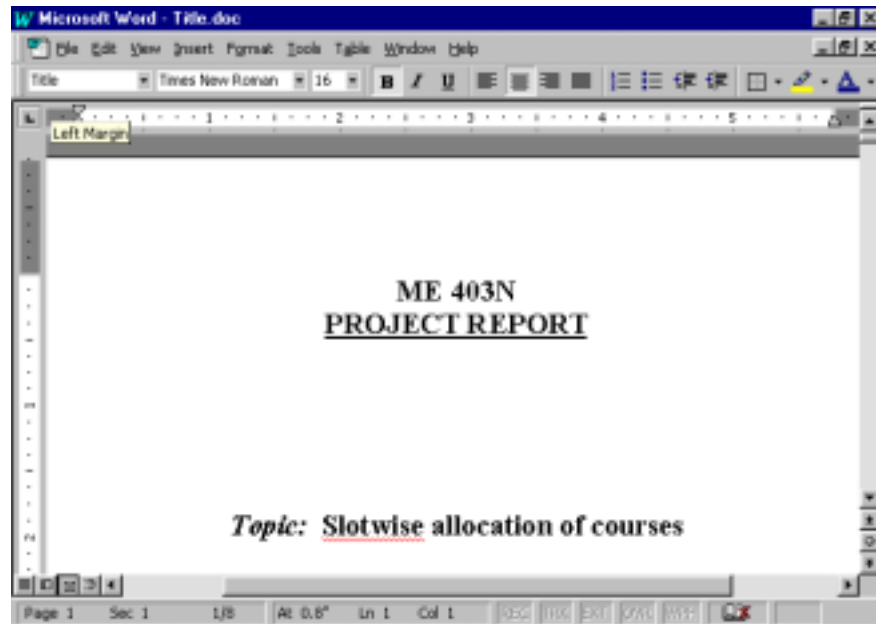 Microsoft Word - Title.doc
File Edit View Insert Format Tools Table Window Help
Title Times New Roman 16 B I U A
1 2 3 4 5
Left Margin
ME 403N
PROJECT REPORT
1
Topic: Slotwise allocation of courses
2
Page 1 Sec 1 1/8 At 0.8" Ln 1 Col 1 REC TRK EXT OVR WPH